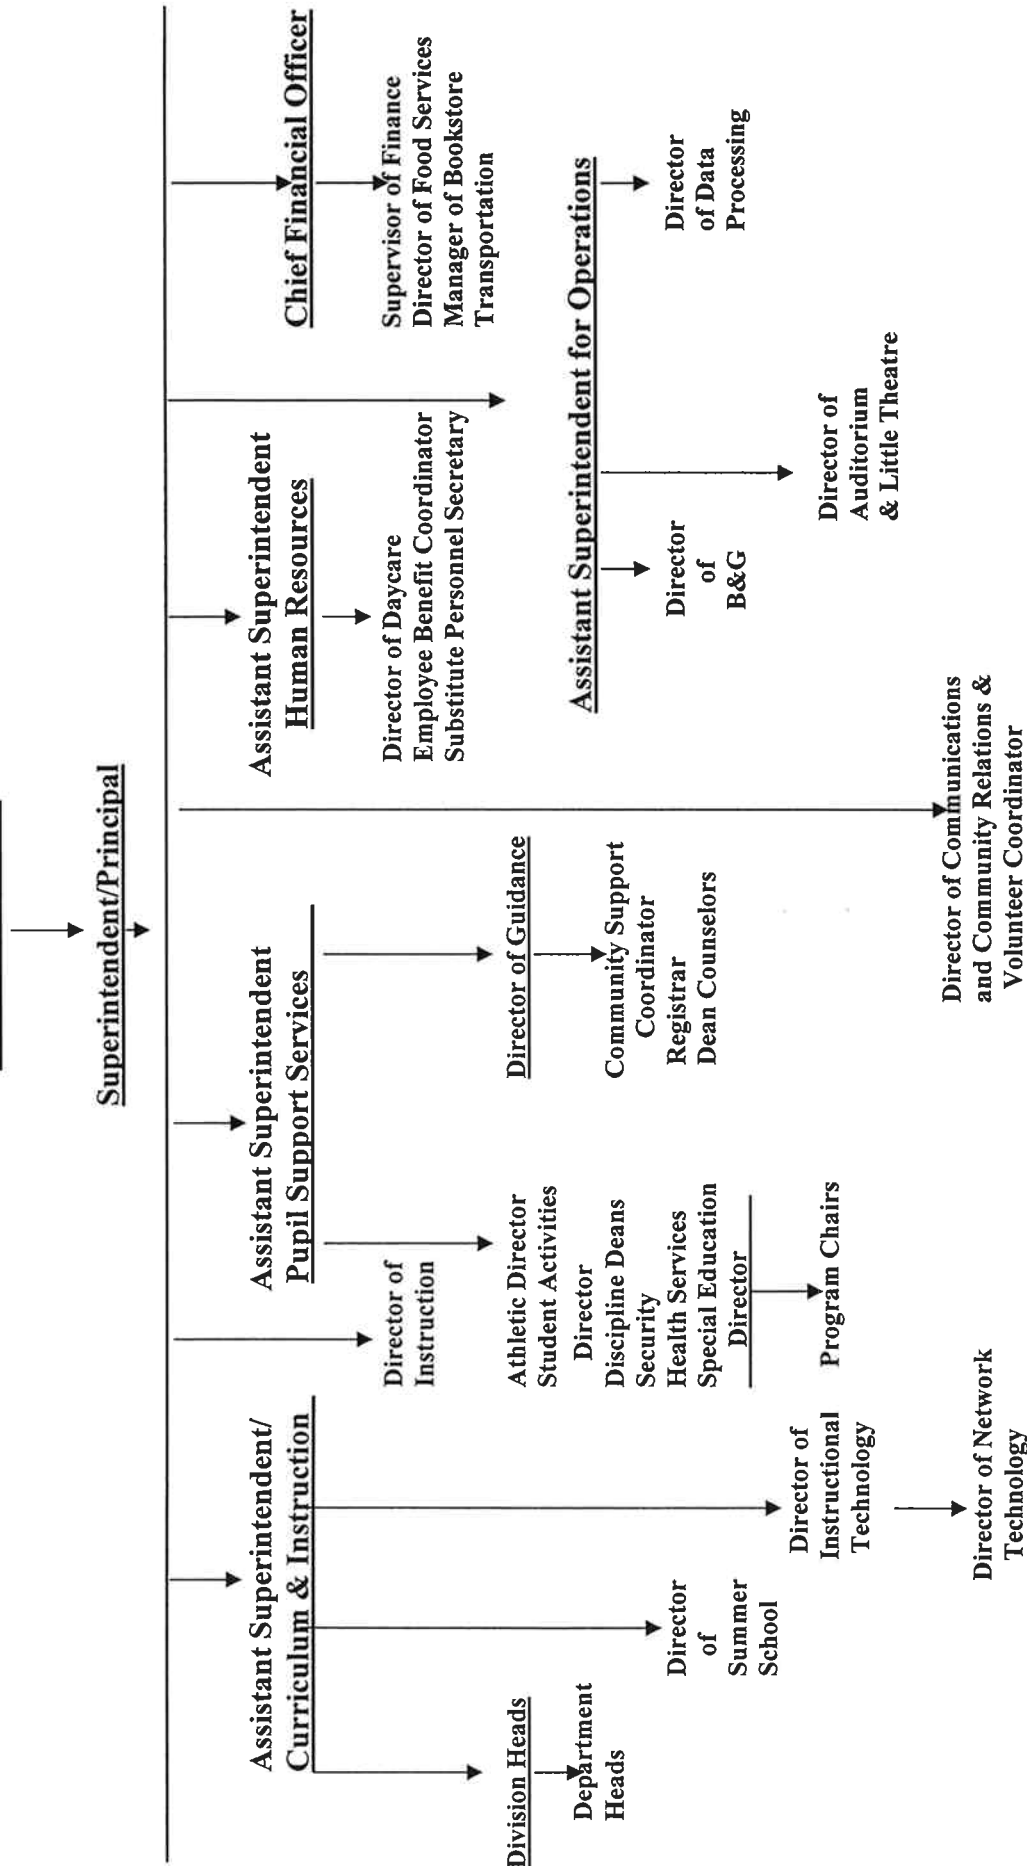 Superintendent/Principal
Assistant Superintendent/
Curriculum & Instruction
Division Heads
Department
Heads
Director
of
Summer
School
Director of
Instructional
Technology
Director of Network
Technology
Director of
Instruction
Assistant Superintendent
Pupil Support Services
Athletic Director
Student Activities
Director
Discipline Deans
Security
Health Services
Special Education
Director
Program Chairs
Director of Guidance
Community Support
Coordinator
Registrar
Dean Counselors
Director of Communications
and Community Relations &
Volunteer Coordinator
Assistant Superintendent
Human Resources
Director of Daycare
Employee Benefit Coordinator
Substitute Personnel Secretary
Assistant Superintendent for Operations
Director
of
B&G
Director of
Auditorium
& Little Theatre
Director
of Data
Processing
Chief Financial Officer
Supervisor of Finance
Director of Food Services
Manager of Bookstore
Transportation